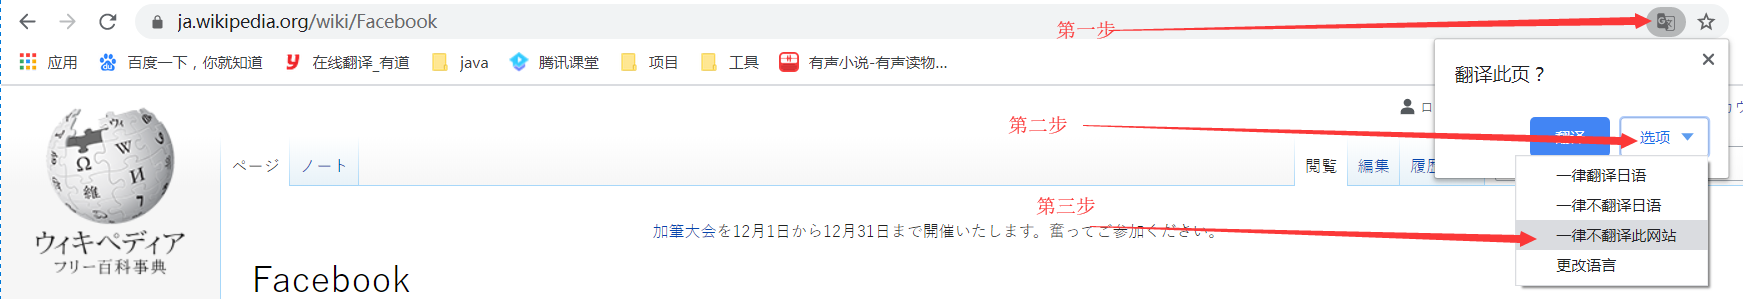 ja.wikipedia.org/wiki/Facebook
第一步
应用
百度一下，你就知道
在线翻译_有道
java
腾讯课堂
项目
工具
有声小说-有声读物...
翻译此页？
第二步
翻译
选项
ページ
ノート
閲覧
編集
一律翻译日语
一律不翻译日语
第三步
一律不翻译此网站
更改语言
加筆大会を12月1日から12月31日まで開催いたします。奮ってご参加ください。
ウィキペディア
フリー百科事典
Facebook